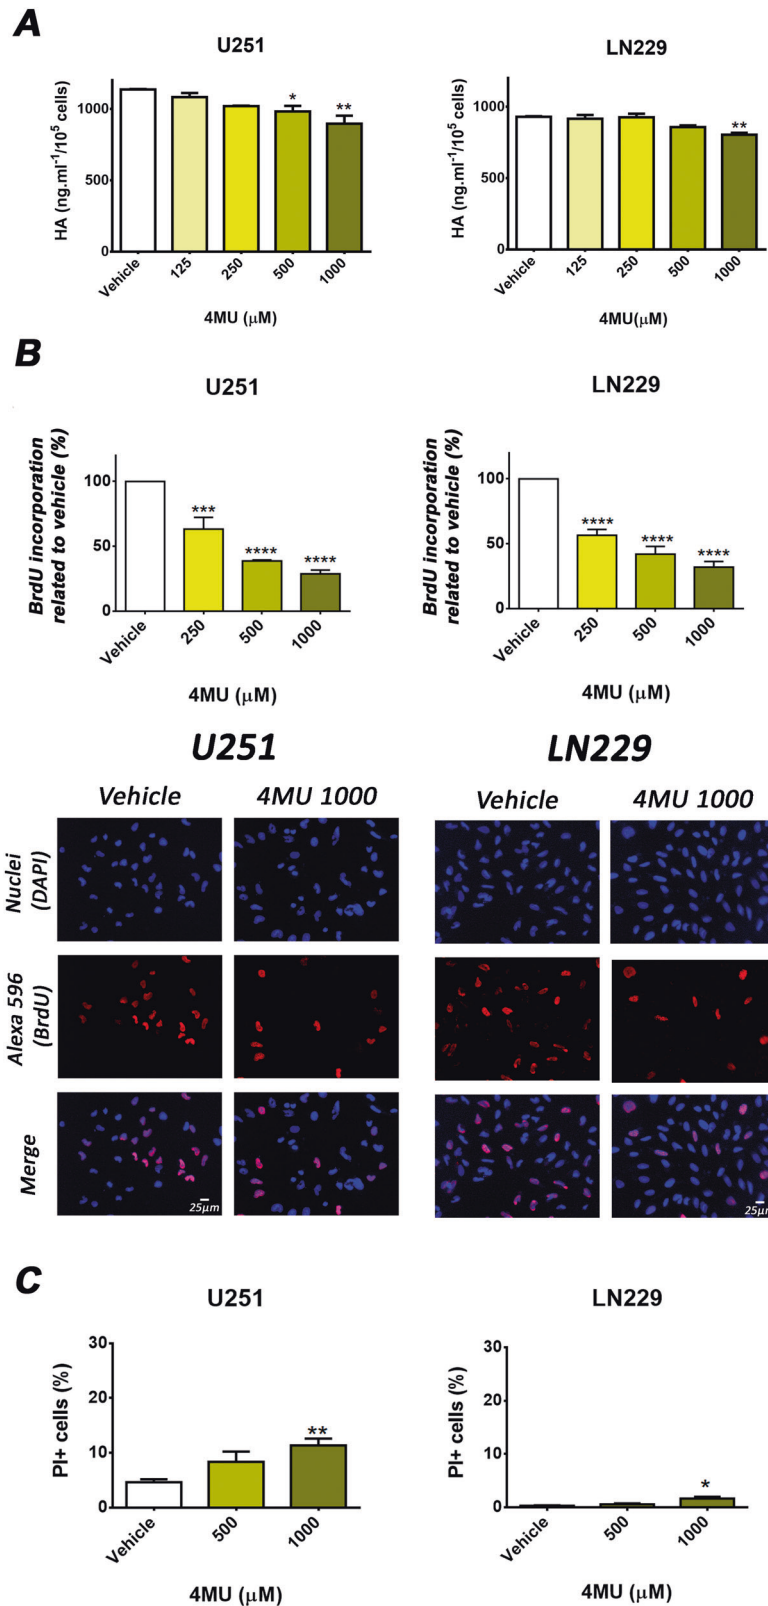 A
U251
LN229
HA (ng.ml⁻¹/10⁵ cells)
1000
500
0
*
**
Vehicle
125
250
500
1000
4MU (µM)
HA (ng.ml⁻¹/10⁵ cells)
1000
500
0
**
Vehicle
125
250
500
1000
4MU(µM)
B
U251
LN229
BrdU incorporation
related to vehicle (%)
100
50
0
***
****
****
Vehicle
250
500
1000
4MU (µM)
BrdU incorporation
related to vehicle (%)
100
50
0
****
****
****
Vehicle
250
500
1000
4MU (µM)
U251
LN229
Vehicle
4MU 1000
Vehicle
4MU 1000
Nuclei
(DAPI)
Alexa 596
(BrdU)
Merge
25µm
25µm
C
U251
LN229
PI+ cells (%)
30
20
10
0
**
Vehicle
500
1000
4MU (µM)
PI+ cells (%)
30
20
10
0
*
Vehicle
500
1000
4MU (µM)